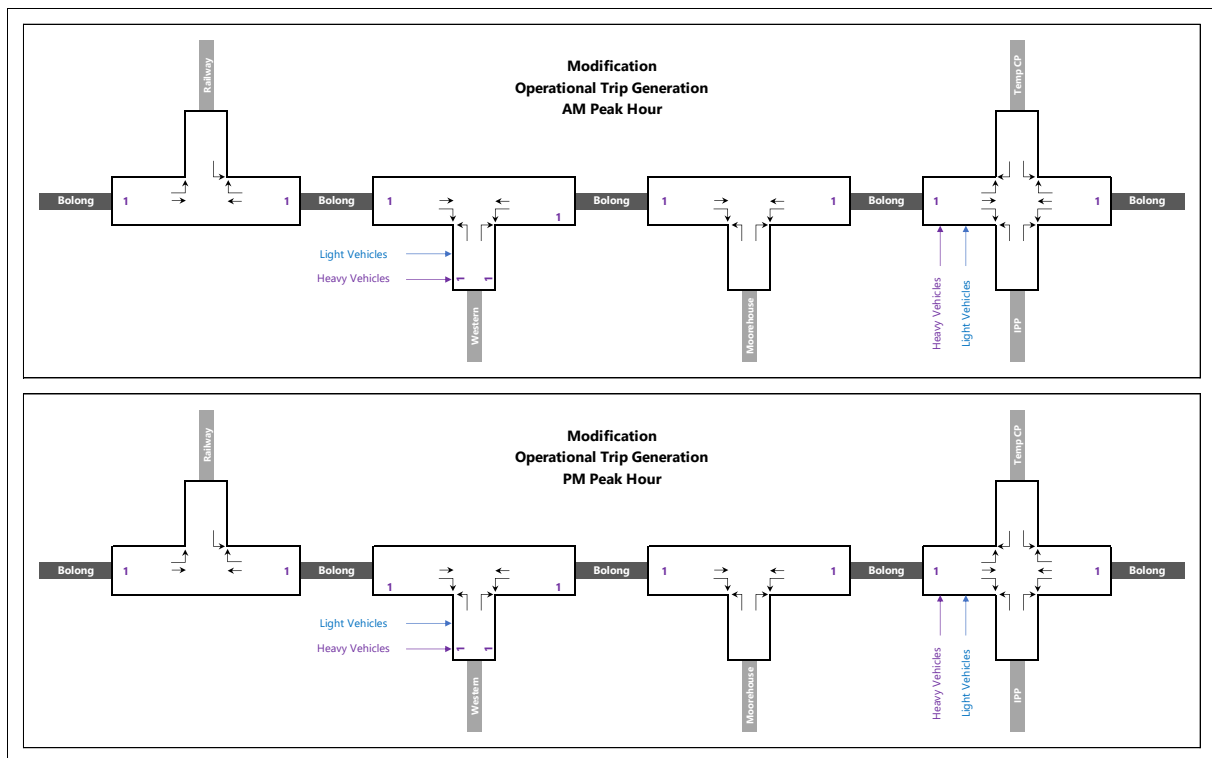 Modification
Operational Trip Generation
AM Peak Hour
Railway
Temp CP
Bolong
1
1
Bolong
1
1
Bolong
1
1
Bolong
1
1
Bolong
Light Vehicles
Heavy Vehicles
1
1
Western
Moorehouse
Heavy Vehicles
Light Vehicles
IPP
Modification
Operational Trip Generation
PM Peak Hour
Railway
Temp CP
Bolong
1
1
Bolong
1
1
Bolong
1
1
Bolong
1
1
Bolong
Light Vehicles
Heavy Vehicles
1
1
Western
Moorehouse
Heavy Vehicles
Light Vehicles
IPP